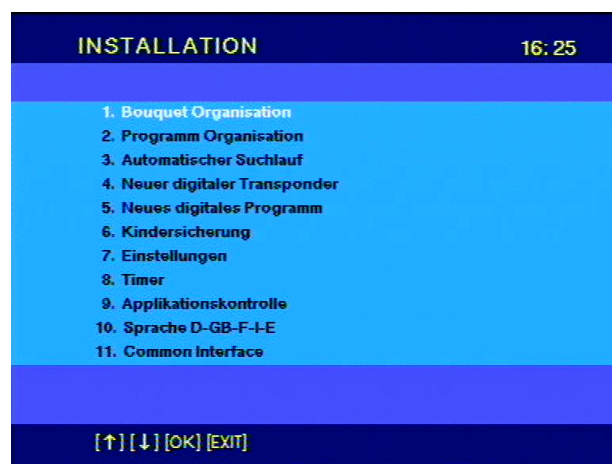 INSTALLATION 16:25
1. Bouquet Organisation
2. Programm Organisation
3. Automatischer Suchlauf
4. Neuer digitaler Transponder
5. Neues digitales Programm
6. Kindersicherung
7. Einstellungen
8. Timer
9. Applikationskontrolle
10. Sprache D-GB-F-I-E
11. Common Interface
[↑] [↓] [OK] [EXIT]